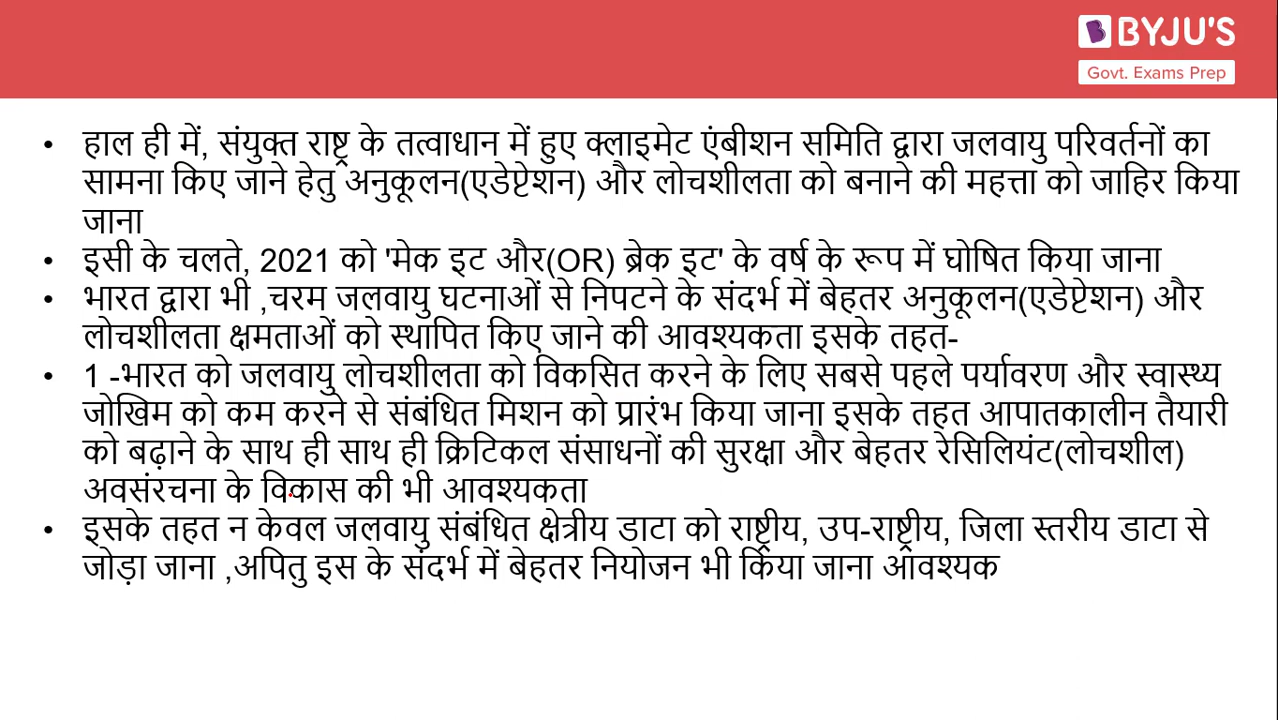 BYJU'S
Govt. Exams Prep
• हाल ही में, संयुक्त राष्ट्र के तत्वाधान में हुए क्लाइमेट एंबीशन समिति द्वारा जलवायु परिवर्तनों का
सामना किए जाने हेतु अनुकूलन(एडेप्टेशन) और लोचशीलता को बनाने की महत्ता को जाहिर किया
जाना
• इसी के चलते, 2021 को 'मेक इट और(OR) ब्रेक इट' के वर्ष के रूप में घोषित किया जाना
• भारत द्वारा भी ,चरम जलवायु घटनाओं से निपटने के संदर्भ में बेहतर अनुकूलन(एडेप्टेशन) और
लोचशीलता क्षमताओं को स्थापित किए जाने की आवश्यकता इसके तहत-
• 1 -भारत को जलवायु लोचशीलता को विकसित करने के लिए सबसे पहले पर्यावरण और स्वास्थ्य
जोखिम को कम करने से संबंधित मिशन को प्रारंभ किया जाना इसके तहत आपातकालीन तैयारी
को बढ़ाने के साथ ही साथ ही क्रिटिकल संसाधनों की सुरक्षा और बेहतर रेसिलियंट(लोचशील)
अवसंरचना के विकास की भी आवश्यकता
• इसके तहत न केवल जलवायु संबंधित क्षेत्रीय डाटा को राष्ट्रीय, उप-राष्ट्रीय, जिला स्तरीय डाटा से
जोड़ा जाना ,अपितु इस के संदर्भ में बेहतर नियोजन भी किया जाना आवश्यक